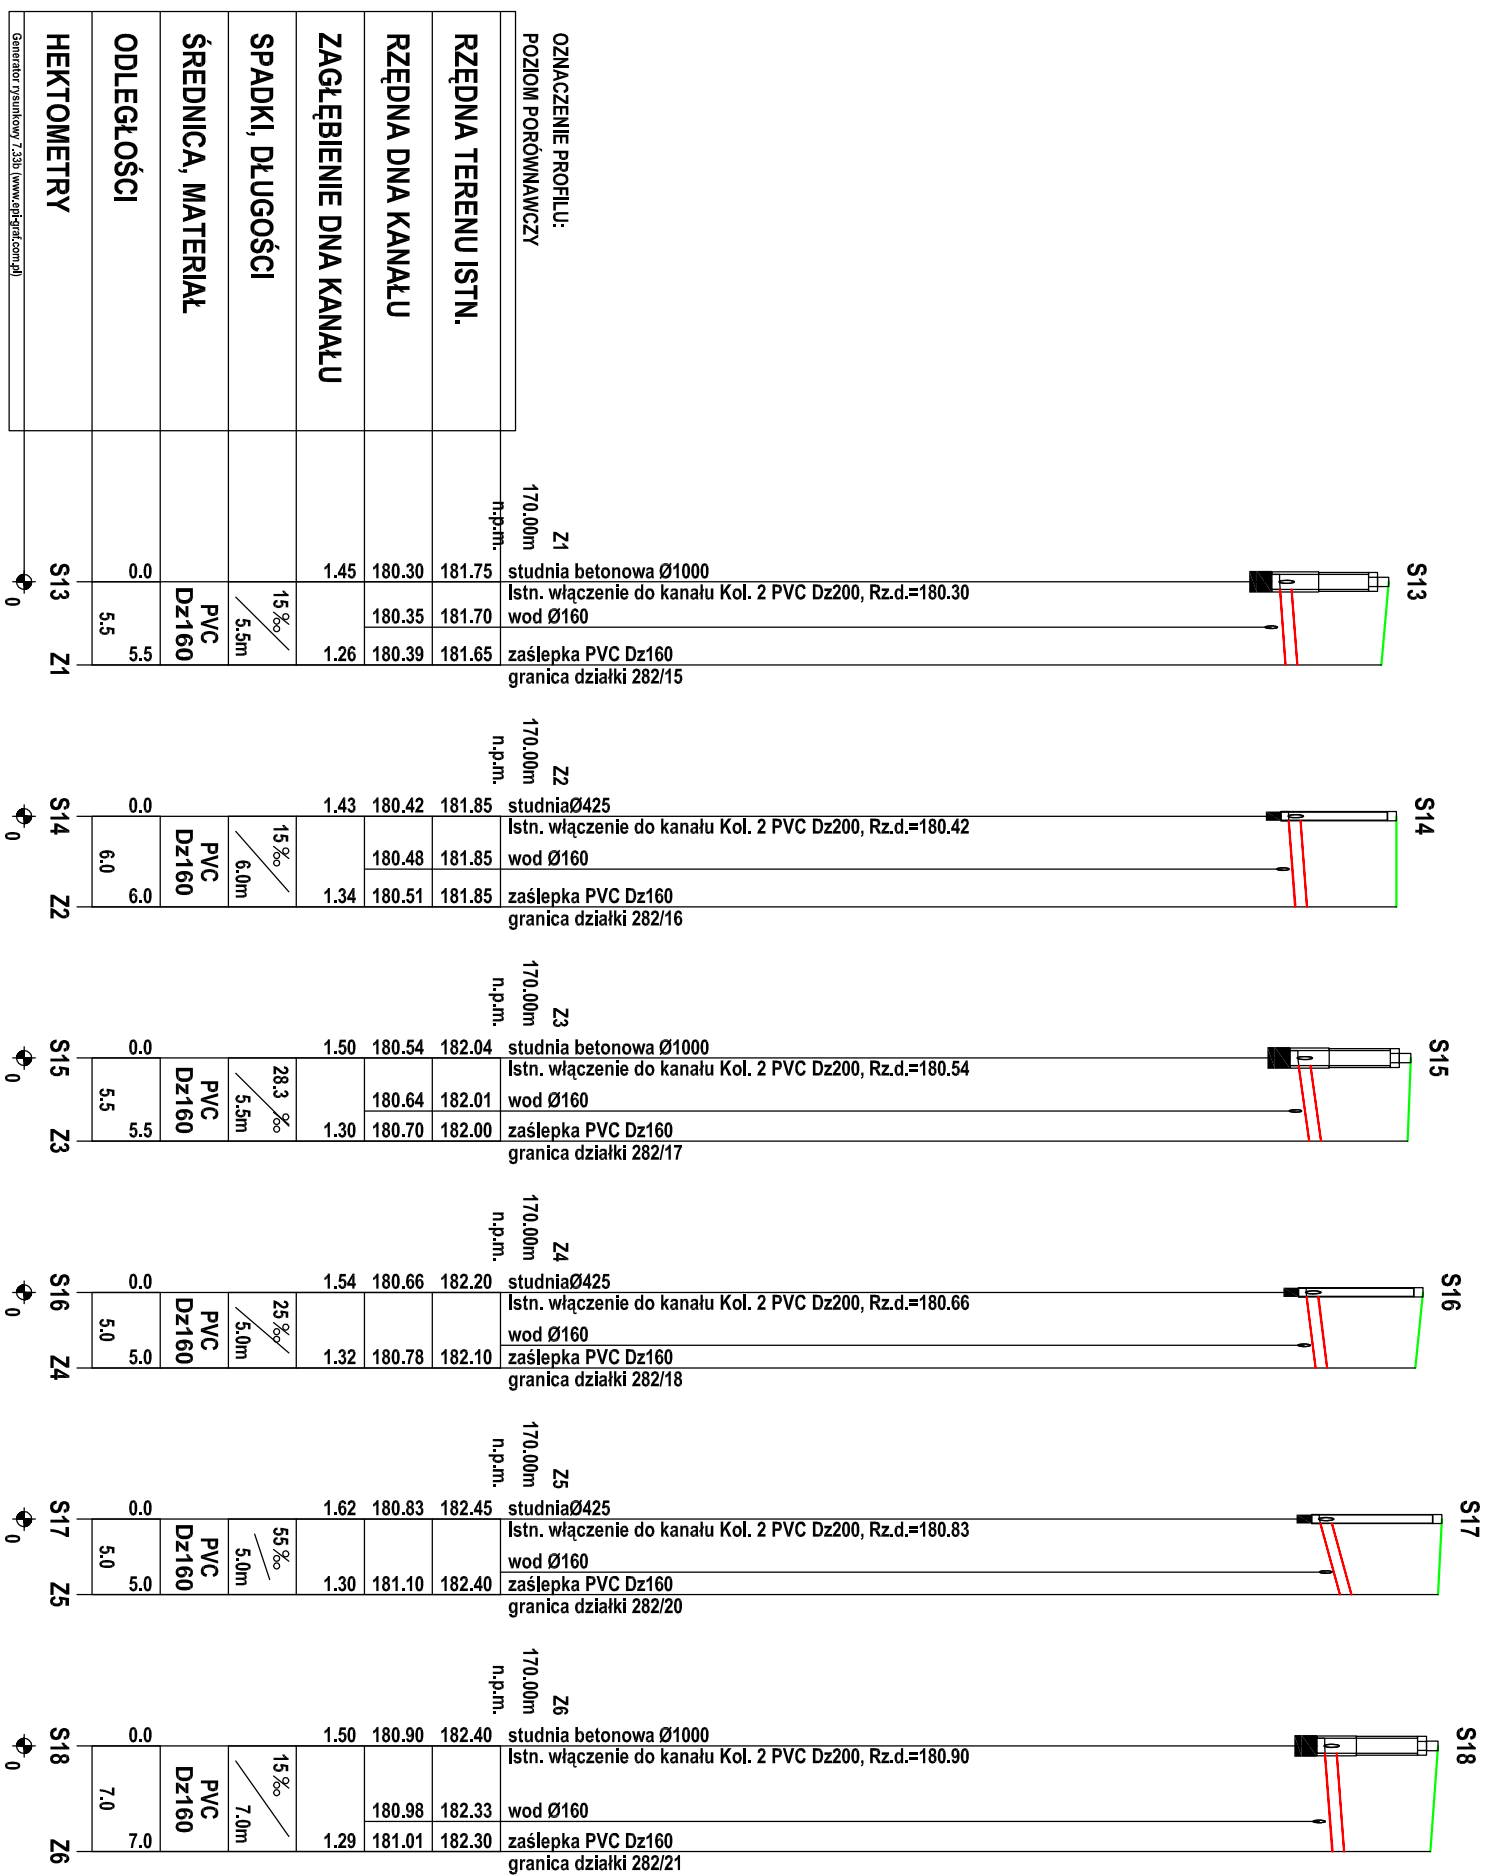 OZNACZENIE PROFILU:
POZIOM PORÓWNAWCZY
RZĘDNA TERENU ISTN.
RZĘDNA DNA KANAŁU
ZAGŁĘBIENIE DNA KANAŁU
SPADKI, DŁUGOŚCI
ŚREDNICA, MATERIAŁ
ODLEGŁOŚCI
HEKTOMETRY
Generator rysunkowy 7.33b (www.epi-graf.com.pl)
S13
Z1
170.00m
n.p.m.
studnia betonowa Ø1000
Istn. włączenie do kanału Kol. 2 PVC Dz200, Rz.d.=180.30
wod Ø160
zaślepka PVC Dz160
granica działki 282/15
181.75 181.70 181.65
180.30 180.35 180.39
1.45 1.26
15 ‰ 5.5m
PVC
Dz160
0.0 5.5
5.5
S13 Z1
0
S14
Z2
170.00m
n.p.m.
studniaØ425
Istn. włączenie do kanału Kol. 2 PVC Dz200, Rz.d.=180.42
wod Ø160
zaślepka PVC Dz160
granica działki 282/16
181.85 181.85 181.85
180.42 180.48 180.51
1.43 1.34
15 ‰ 6.0m
PVC
Dz160
0.0 6.0
6.0
S14 Z2
0
S15
Z3
170.00m
n.p.m.
studnia betonowa Ø1000
Istn. włączenie do kanału Kol. 2 PVC Dz200, Rz.d.=180.54
wod Ø160
zaślepka PVC Dz160
granica działki 282/17
182.04 182.01 182.00
180.54 180.64 180.70
1.50 1.30
28.3 ‰ 5.5m
PVC
Dz160
0.0 5.5
5.5
S15 Z3
0
S16
Z4
170.00m
n.p.m.
studniaØ425
Istn. włączenie do kanału Kol. 2 PVC Dz200, Rz.d.=180.66
wod Ø160
zaślepka PVC Dz160
granica działki 282/18
182.20 182.10
180.66 180.78
1.54 1.32
25 ‰ 5.0m
PVC
Dz160
0.0 5.0
5.0
S16 Z4
0
S17
Z5
170.00m
n.p.m.
studniaØ425
Istn. włączenie do kanału Kol. 2 PVC Dz200, Rz.d.=180.83
wod Ø160
zaślepka PVC Dz160
granica działki 282/20
182.45 182.40
180.83 181.10
1.62 1.30
55 ‰ 5.0m
PVC
Dz160
0.0 5.0
5.0
S17 Z5
0
S18
Z6
170.00m
n.p.m.
studnia betonowa Ø1000
Istn. włączenie do kanału Kol. 2 PVC Dz200, Rz.d.=180.90
wod Ø160
zaślepka PVC Dz160
granica działki 282/21
182.40 182.33 182.30
180.90 180.98 181.01
1.50 1.29
15 ‰ 7.0m
PVC
Dz160
0.0 7.0
7.0
S18 Z6
0